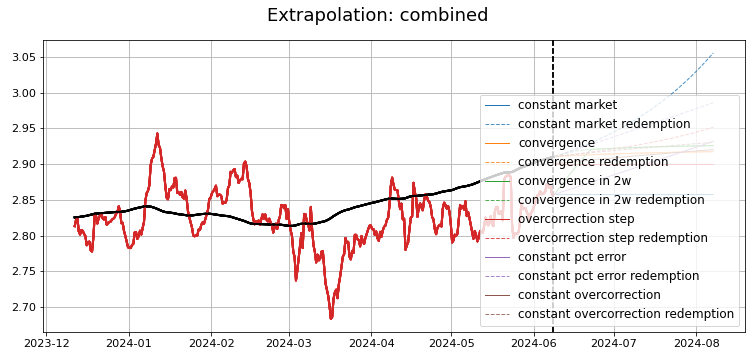 Extrapolation: combined
3.05
3.00
2.95
2.90
2.85
2.80
2.75
2.70
constant market
constant market redemption
convergence
convergence redemption
convergence in 2w
convergence in 2w redemption
overcorrection step
overcorrection step redemption
constant pct error
constant pct error redemption
constant overcorrection
constant overcorrection redemption
2023-12 2024-01 2024-02 2024-03 2024-04 2024-05 2024-06 2024-07 2024-08